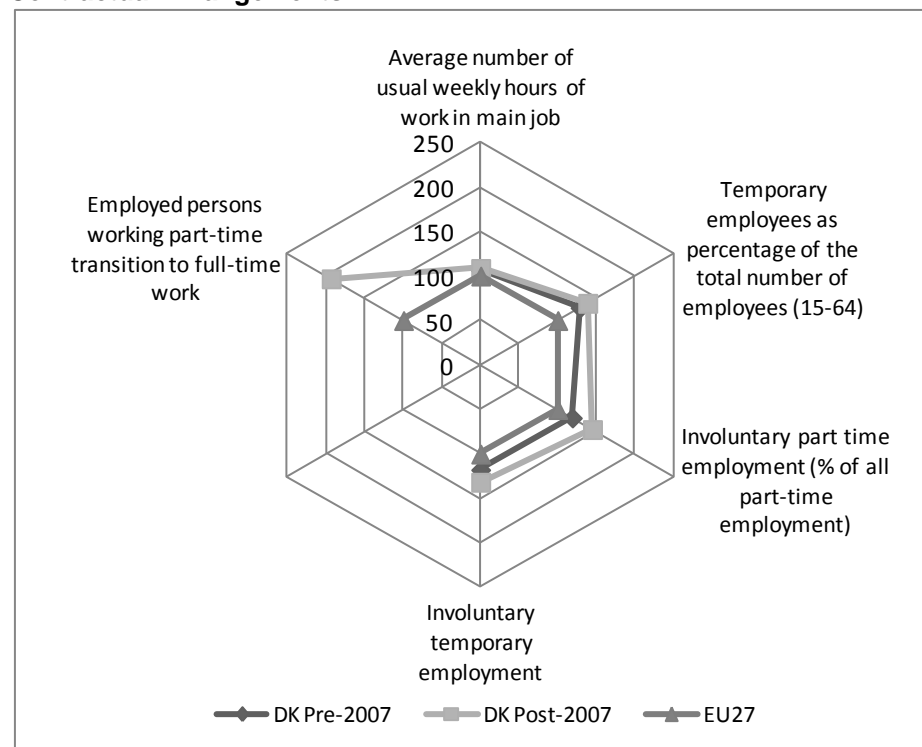 Average number of
usual weekly hours of
work in main job
250
200
150
100
50
0
Temporary
employees as
percentage of the
total number of
employees (15-64)
Involuntary part time
employment (% of all
part-time
employment)
Involuntary
temporary
employment
Employed persons
working part-time
transition to full-time
work
DK Pre-2007 DK Post-2007 EU27